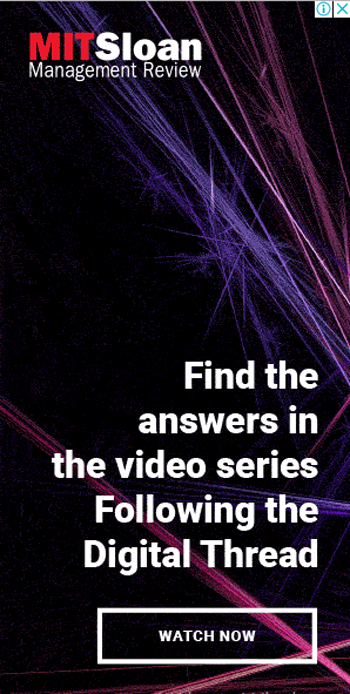 MITSloan
Management Review
Find the
answers in
the video series
Following the
Digital Thread
WATCH NOW